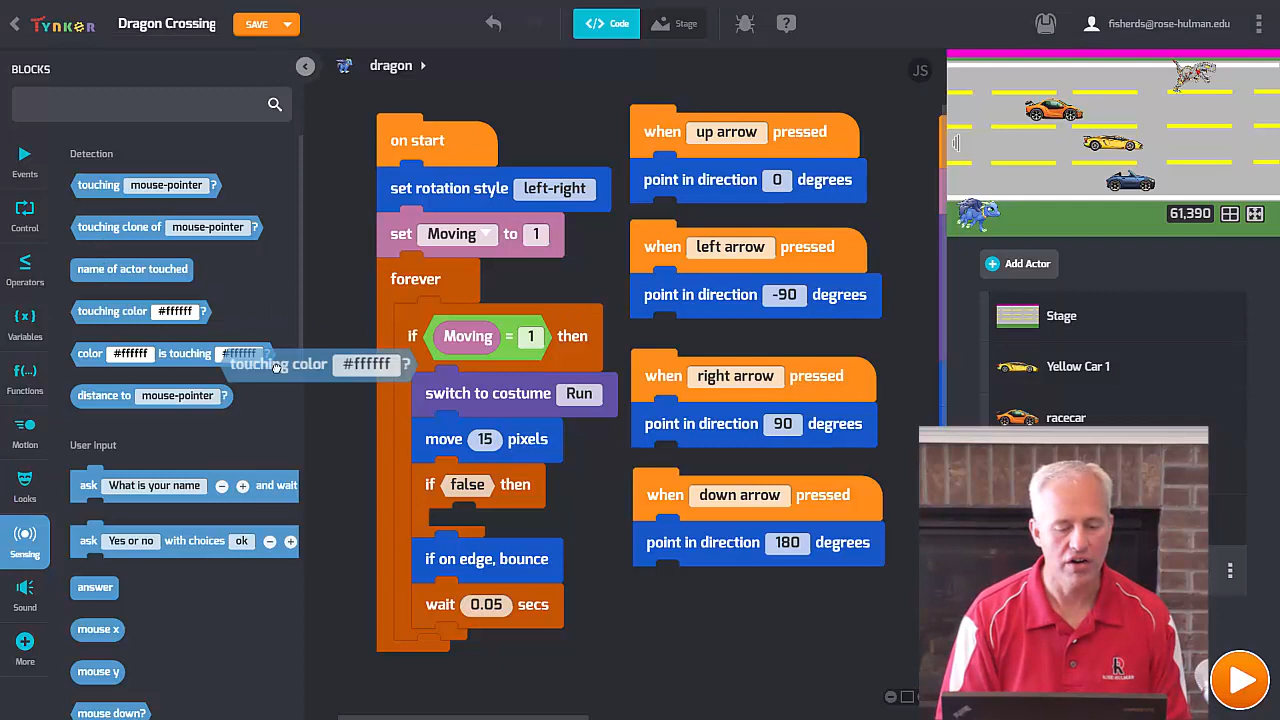 TYNKER Dragon Crossing SAVE </> Code Stage fisherds@rose-hulman.edu
BLOCKS
dragon
JS
Events
Control
Operators
Variables
Functions
Motion
Looks
Sensing
Sound
More
Detection
touching mouse-pointer ?
touching clone of mouse-pointer ?
name of actor touched
touching color #ffffff ?
color #ffffff is touching #ffffff ?
touching color #ffffff ?
distance to mouse-pointer ?
User Input
ask What is your name and wait
ask Yes or no with choices ok
answer
mouse x
mouse y
mouse down?
on start
set rotation style left-right
set Moving to 1
forever
if Moving = 1 then
switch to costume Run
move 15 pixels
if false then
if on edge, bounce
wait 0.05 secs
when up arrow pressed
point in direction 0 degrees
when left arrow pressed
point in direction -90 degrees
when right arrow pressed
point in direction 90 degrees
when down arrow pressed
point in direction 180 degrees
61,390
Add Actor
Stage
Yellow Car 1
racecar
ROSE-HULMAN